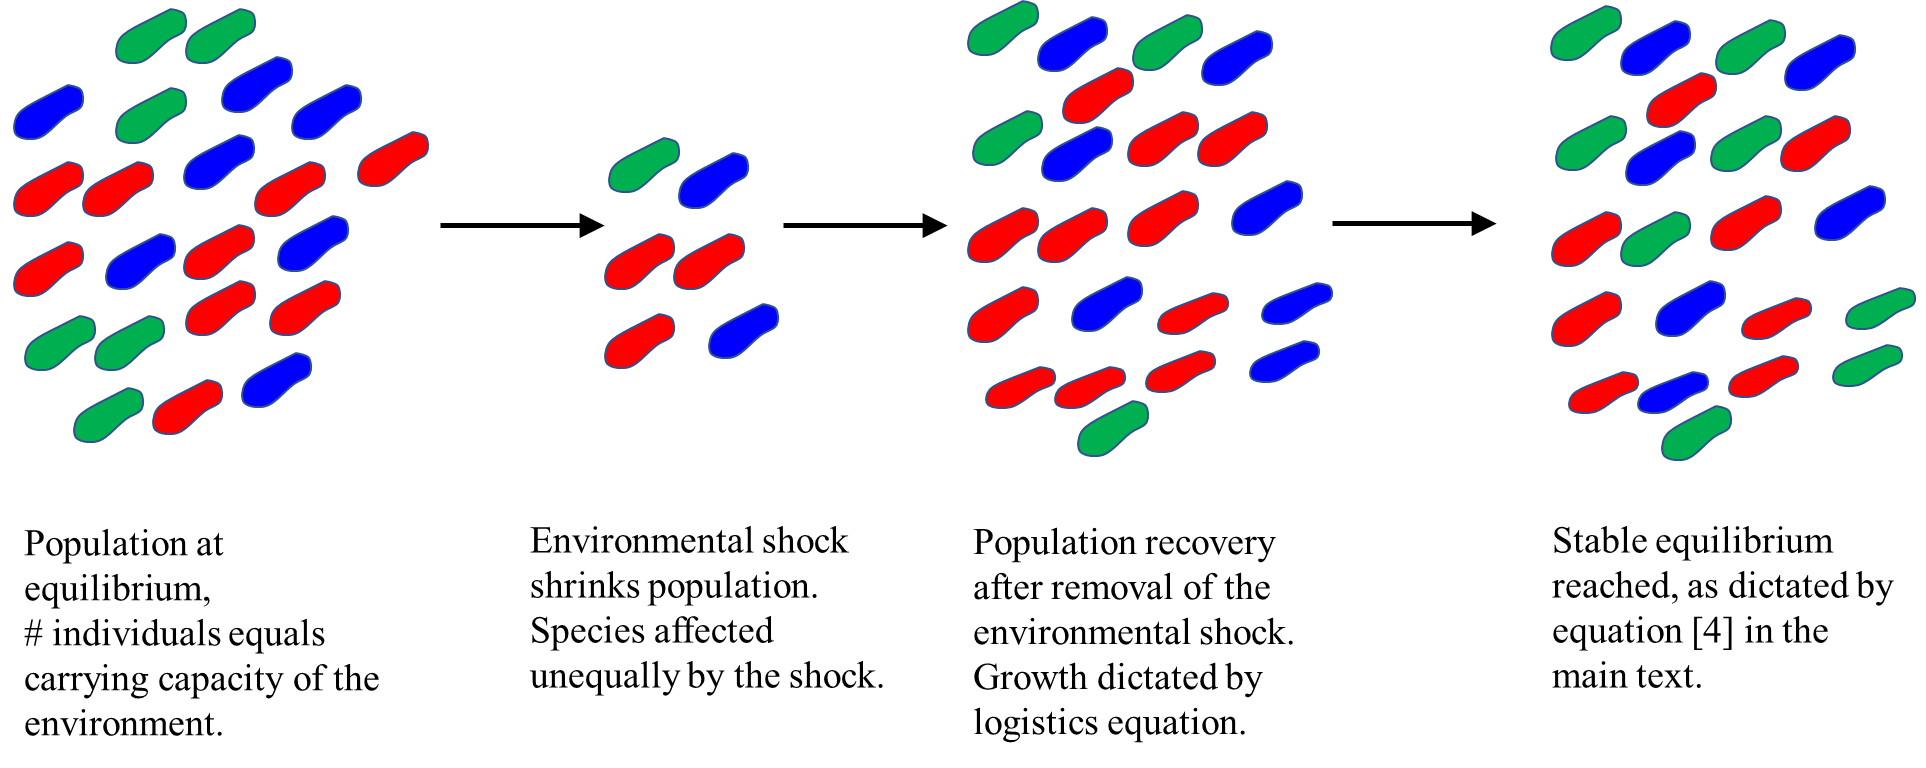 Population at
equilibrium,
# individuals equals
carrying capacity of the
environment.
Environmental shock
shrinks population.
Species affected
unequally by the shock.
Population recovery
after removal of the
environmental shock.
Growth dictated by
logistics equation.
Stable equilibrium
reached, as dictated by
equation [4] in the
main text.